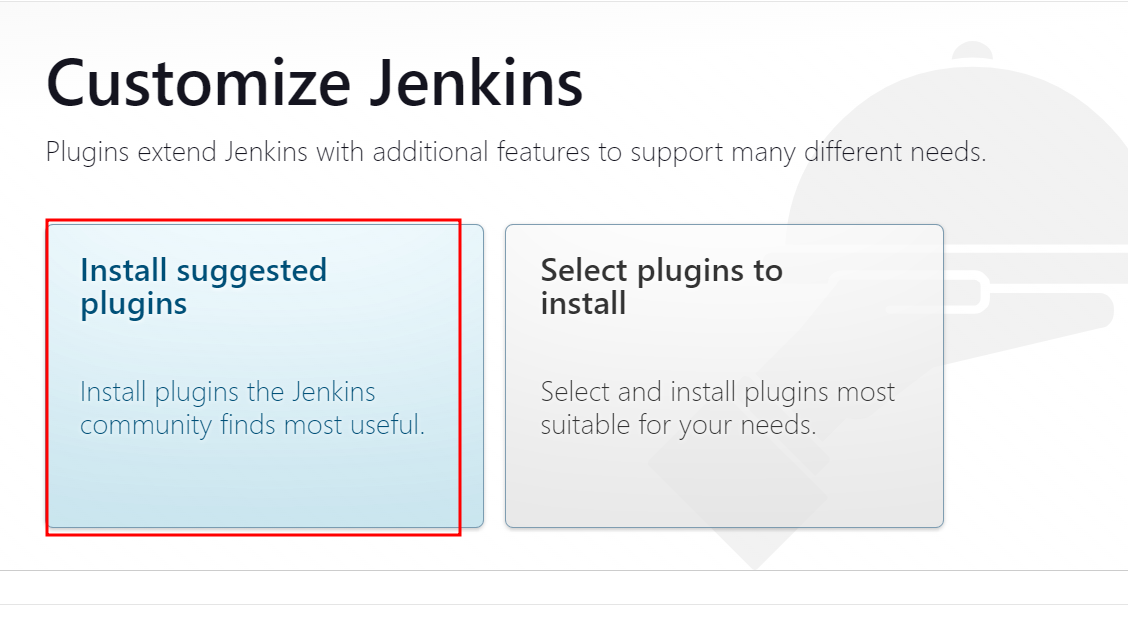 Customize Jenkins
Plugins extend Jenkins with additional features to support many different needs.
Install suggested
plugins
Install plugins the Jenkins
community finds most useful.
Select plugins to
install
Select and install plugins most
suitable for your needs.